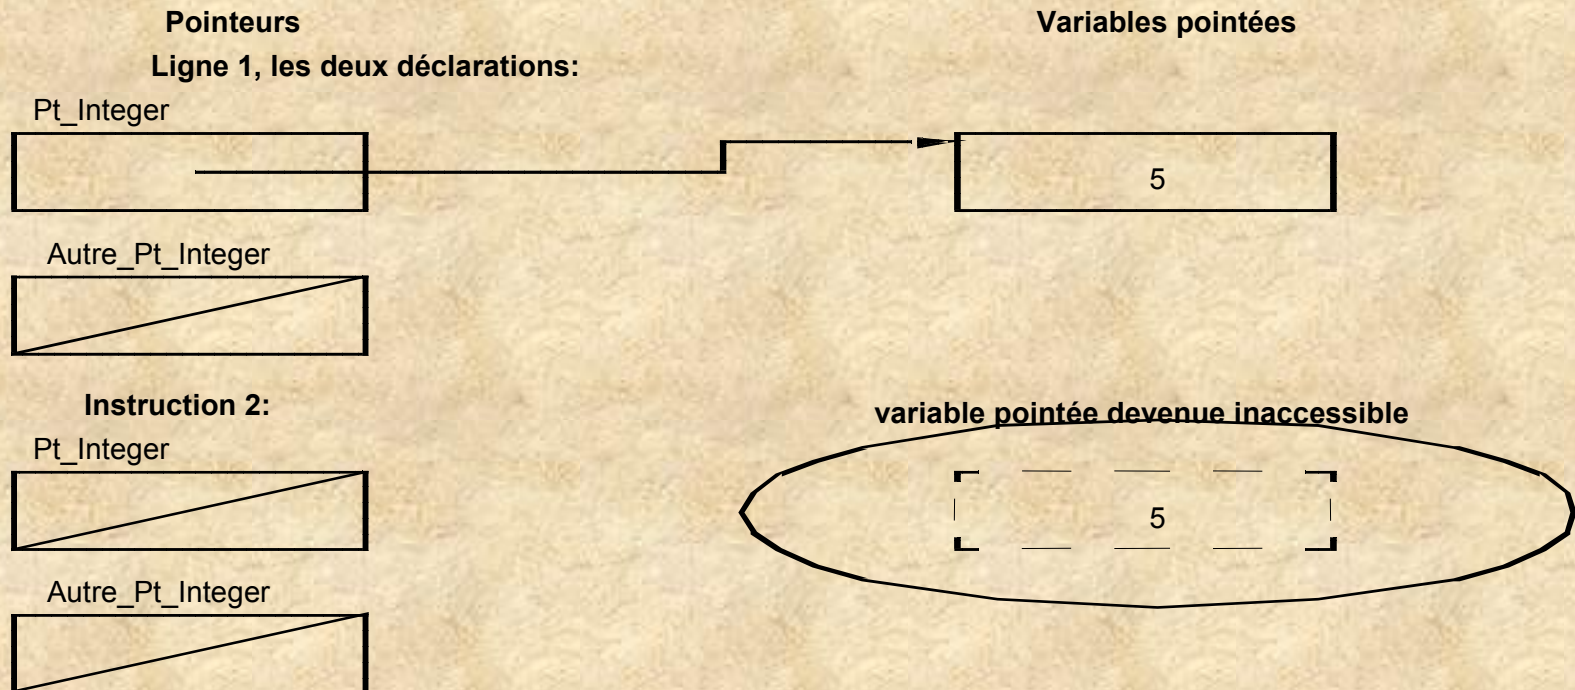 Pointeurs
Variables pointées
Ligne 1, les deux déclarations:
Pt_Integer
5
Autre_Pt_Integer
Instruction 2:
variable pointée devenue inaccessible
Pt_Integer
5
Autre_Pt_Integer